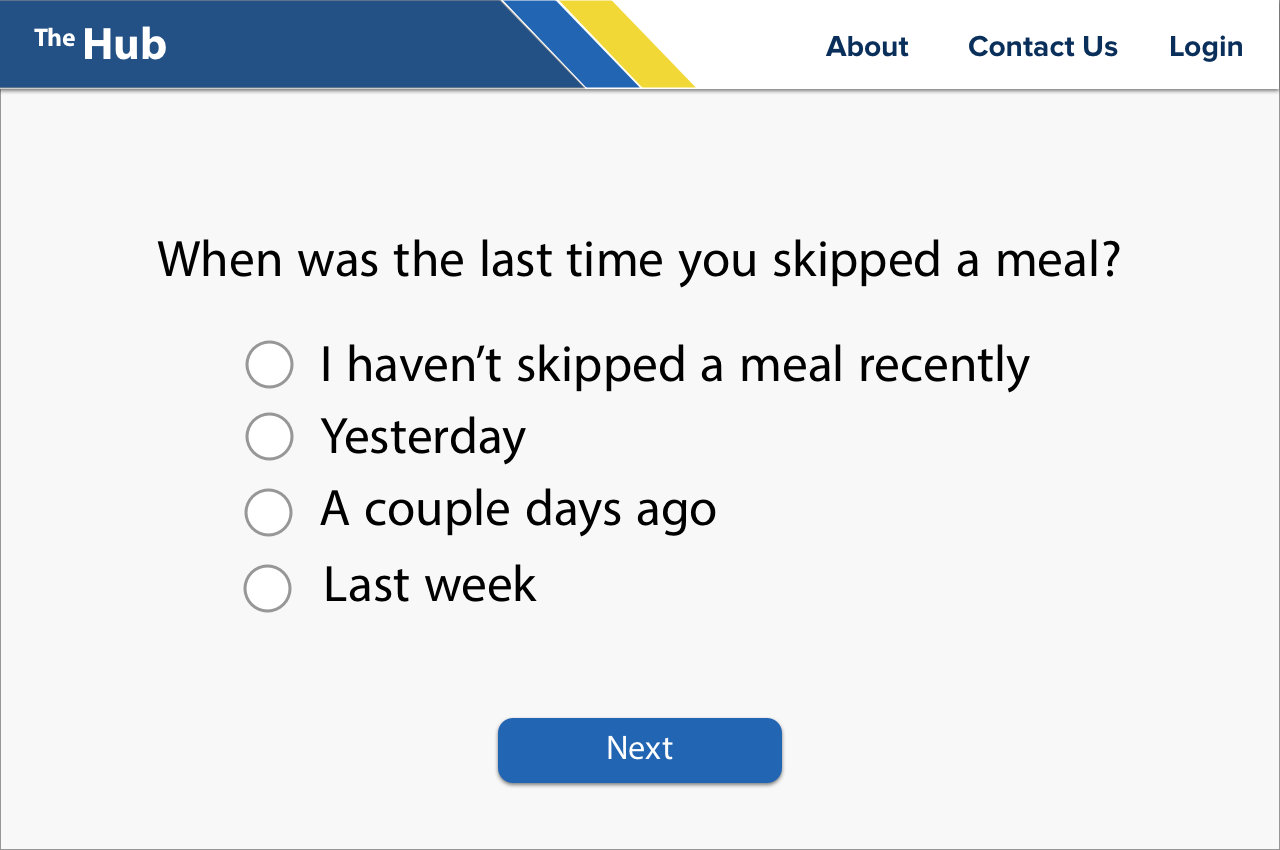 The Hub
About
Contact Us
Login
When was the last time you skipped a meal?
I haven’t skipped a meal recently
Yesterday
A couple days ago
Last week
Next